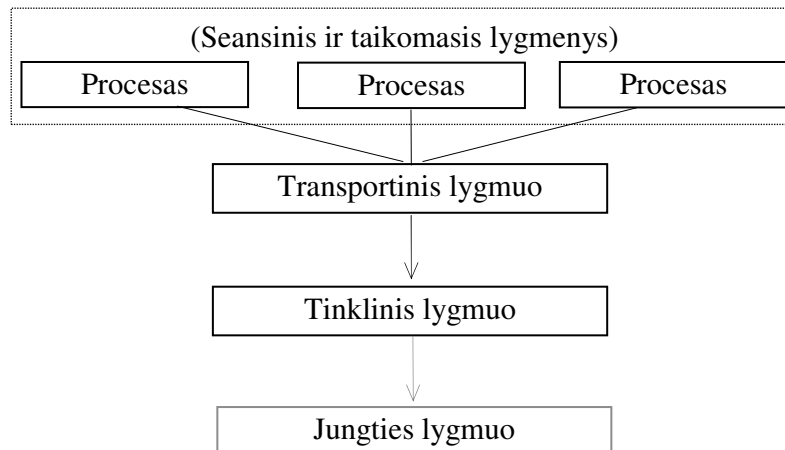 (Seansinis ir taikomasis lygmenys)
Procesas Procesas Procesas
Transportinis lygmuo
Tinklinis lygmuo
Jungties lygmuo